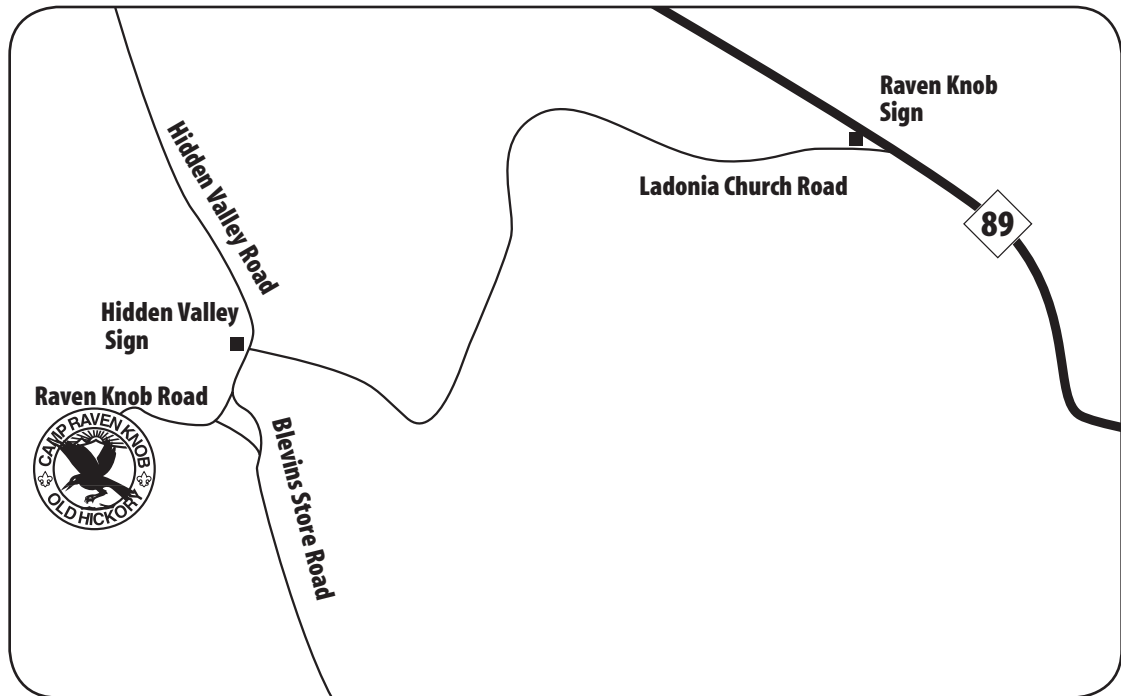 Raven Knob
Sign
Ladonia Church Road
89
Hidden Valley Road
Hidden Valley
Sign
Raven Knob Road
CAMP RAVEN KNOB
OLD HICKORY
Blevins Store Road